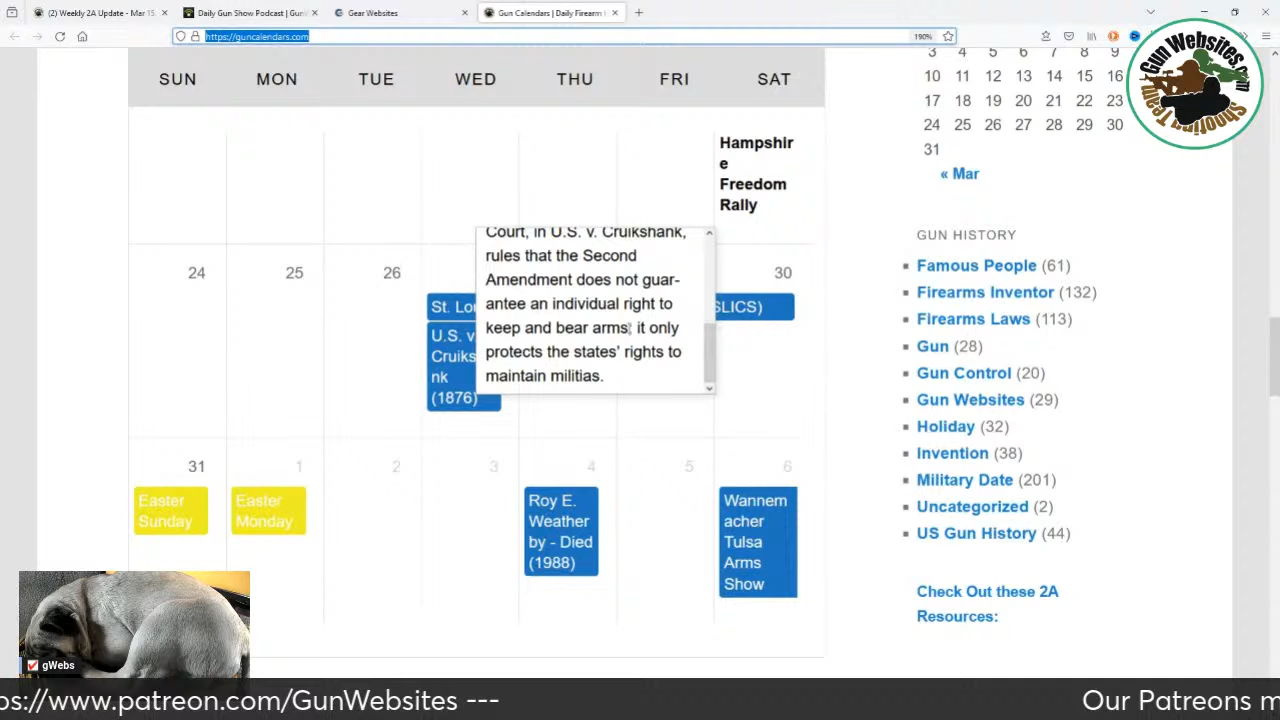 (2) Weekly 2A Update - Mar 15
Daily Gun Show Podcast | Gun
Gear Websites
Gun Calendars | Daily Firearm
https://guncalendars.com
190%
Gun Websites.com
Shooting Team
SUN MON TUE WED THU FRI SAT
Hampshir
e
Freedom
Rally
24 25 26 30
St. Lou
SLICS)
U.S. v
Cruiks
nk
(1876)
Court, in U.S. v. Cruikshank,
rules that the Second
Amendment does not guar-
antee an individual right to
keep and bear arms; it only
protects the states' rights to
maintain militias.
31 1 2 3 4 5 6
Easter
Sunday
Easter
Monday
Roy E.
Weather
by - Died
(1988)
Wannem
acher
Tulsa
Arms
Show
3 4 5 6 7 8 9
10 11 12 13 14 15 16
17 18 19 20 21 22 23
24 25 26 27 28 29 30
31
« Mar
GUN HISTORY
Famous People (61)
Firearms Inventor (132)
Firearms Laws (113)
Gun (28)
Gun Control (20)
Gun Websites (29)
Holiday (32)
Invention (38)
Military Date (201)
Uncategorized (2)
US Gun History (44)
Check Out these 2A
Resources:
gWebs
ps://www.patreon.com/GunWebsites ---
Our Patreons m